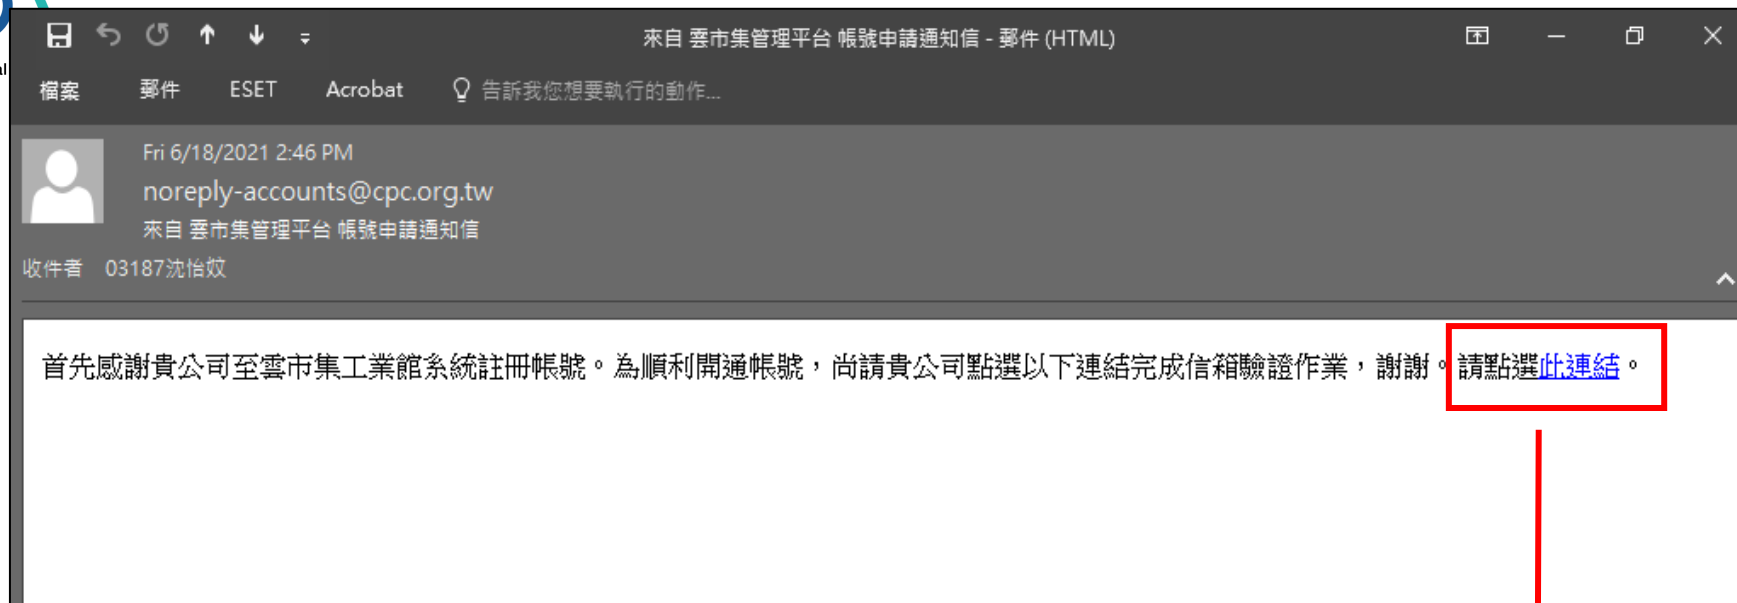 來自 雲市集管理平台 帳號申請通知信 - 郵件 (HTML)
al
檔案 郵件 ESET Acrobat 告訴我您想要執行的動作...
Fri 6/18/2021 2:46 PM
noreply-accounts@cpc.org.tw
來自 雲市集管理平台 帳號申請通知信
收件者 03187沈怡妏
首先感謝貴公司至雲市集工業館系統註冊帳號。為順利開通帳號，尚請貴公司點選以下連結完成信箱驗證作業，謝謝。請點選此連結。